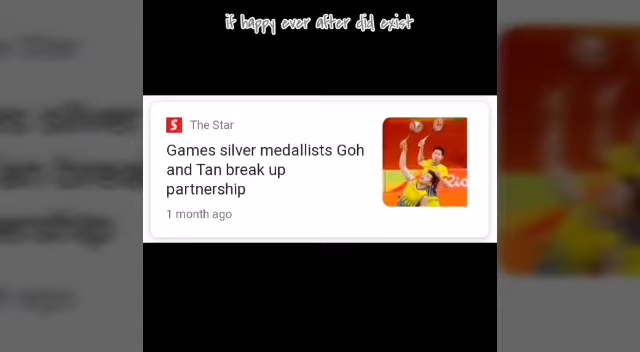 if happy ever after did exist
The Star
Games silver medallists Goh
and Tan break up
partnership
1 month ago
Rio